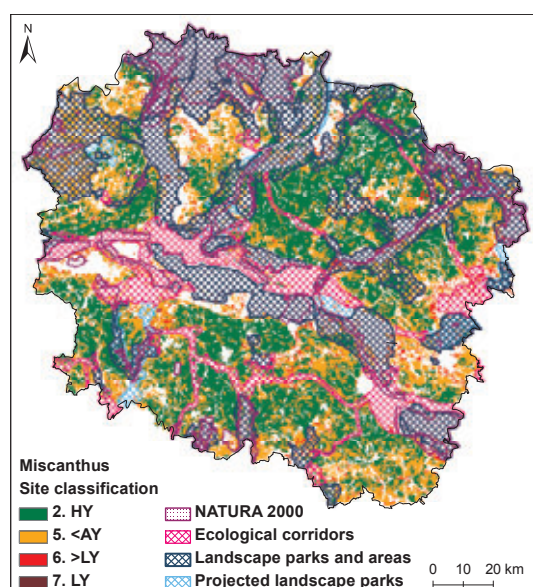 N
Miscanthus
Site classification
2. HY
5. <AY
6. >LY
7. LY
NATURA 2000
Ecological corridors
Landscape parks and areas
Projected landscape parks
0 10 20 km